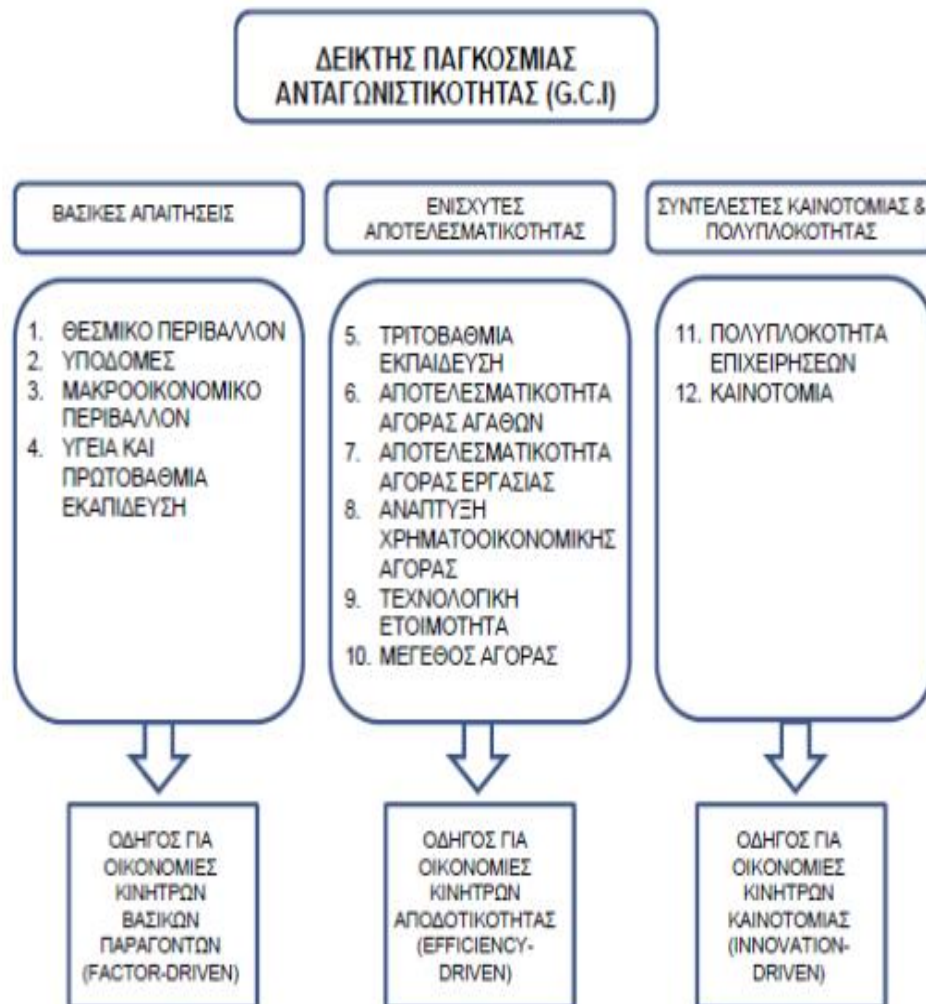 ΔΕΙΚΤΗΣ ΠΑΓΚΟΣΜΙΑΣ
ΑΝΤΑΓΩΝΙΣΤΙΚΟΤΗΤΑΣ (G.C.I)
ΒΑΣΙΚΕΣ ΑΠΑΙΤΗΣΕΙΣ
ΕΝΙΣΧΥΤΕΣ
ΑΠΟΤΕΛΕΣΜΑΤΙΚΟΤΗΤΑΣ
ΣΥΝΤΕΛΕΣΤΕΣ ΚΑΙΝΟΤΟΜΙΑΣ &
ΠΟΛΥΠΛΟΚΟΤΗΤΑΣ
1. ΘΕΣΜΙΚΟ ΠΕΡΙΒΑΛΛΟΝ
2. ΥΠΟΔΟΜΕΣ
3. ΜΑΚΡΟΟΙΚΟΝΟΜΙΚΟ
ΠΕΡΙΒΑΛΛΟΝ
4. ΥΓΕΙΑ ΚΑΙ
ΠΡΩΤΟΒΑΘΜΙΑ
ΕΚΑΠΙΔΕΥΣΗ
5. ΤΡΙΤΟΒΑΘΜΙΑ
ΕΚΠΑΙΔΕΥΣΗ
6. ΑΠΟΤΕΛΕΣΜΑΤΙΚΟΤΗΤΑ
ΑΓΟΡΑΣ ΑΓΑΘΩΝ
7. ΑΠΟΤΕΛΕΣΜΑΤΙΚΟΤΗΤΑ
ΑΓΟΡΑΣ ΕΡΓΑΣΙΑΣ
8. ΑΝΑΠΤΥΞΗ
ΧΡΗΜΑΤΟΟΙΚΟΝΟΜΙΚΗΣ
ΑΓΟΡΑΣ
9. ΤΕΧΝΟΛΟΓΙΚΗ
ΕΤΟΙΜΟΤΗΤΑ
10. ΜΕΓΕΘΟΣ ΑΓΟΡΑΣ
11. ΠΟΛΥΠΛΟΚΟΤΗΤΑ
ΕΠΙΧΕΙΡΗΣΕΩΝ
12. ΚΑΙΝΟΤΟΜΙΑ
ΟΔΗΓΟΣ ΓΙΑ
ΟΙΚΟΝΟΜΙΕΣ
ΚΙΝΗΤΡΩΝ
ΒΑΣΙΚΩΝ
ΠΑΡΑΓΟΝΤΩΝ
(FACTOR-DRIVEN)
ΟΔΗΓΟΣ ΓΙΑ
ΟΙΚΟΝΟΜΙΕΣ
ΚΙΝΗΤΡΩΝ
ΑΠΟΔΟΤΙΚΟΤΗΤΑΣ
(EFFICIENCY-
DRIVEN)
ΟΔΗΓΟΣ ΓΙΑ
ΟΙΚΟΝΟΜΙΕΣ
ΚΙΝΗΤΡΩΝ
ΚΑΙΝΟΤΟΜΙΑΣ
(INNOVATION-
DRIVEN)